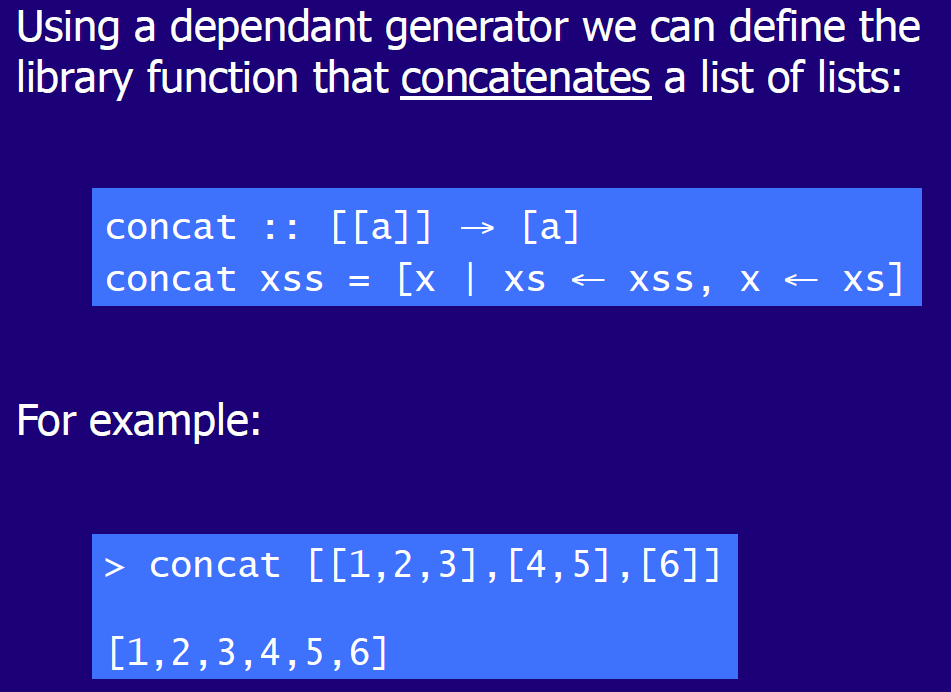 Using a dependant generator we can define the
library function that concatenates a list of lists:
concat :: [[a]] → [a]
concat xss = [x | xs ← xss, x ← xs]
For example:
> concat [[1,2,3],[4,5],[6]]
[1,2,3,4,5,6]